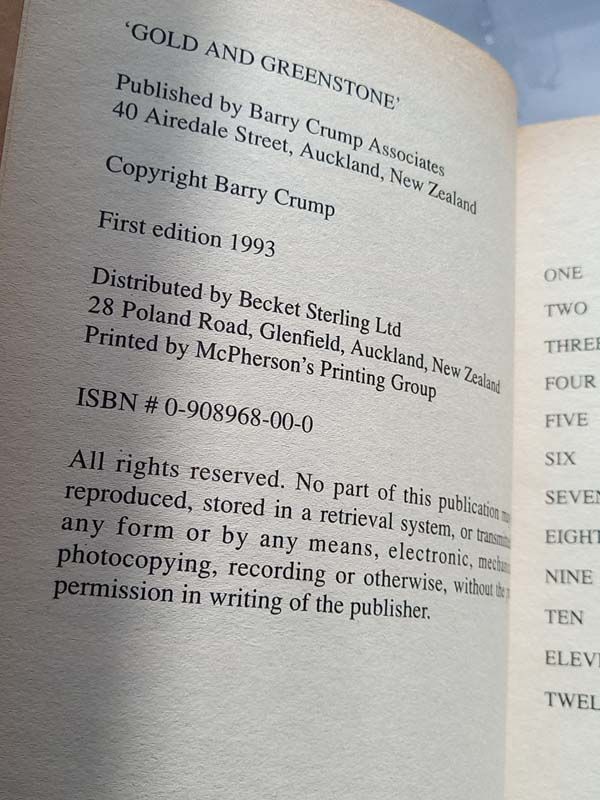 'GOLD AND GREENSTONE'
Published by Barry Crump Associates
40 Airedale Street, Auckland, New Zealand
Copyright Barry Crump
First edition 1993
Distributed by Becket Sterling Ltd
28 Poland Road, Glenfield, Auckland, New Zealand
Printed by McPherson's Printing Group
ISBN # 0-908968-00-0
All rights reserved. No part of this publication
reproduced, stored in a retrieval system, or
any form or by any means, electronic,
photocopying, recording or otherwise, without the
permission in writing of the publisher.
ONE
TWO
THREE
FOUR
FIVE
SIX
SEVEN
EIGHT
NINE
TEN